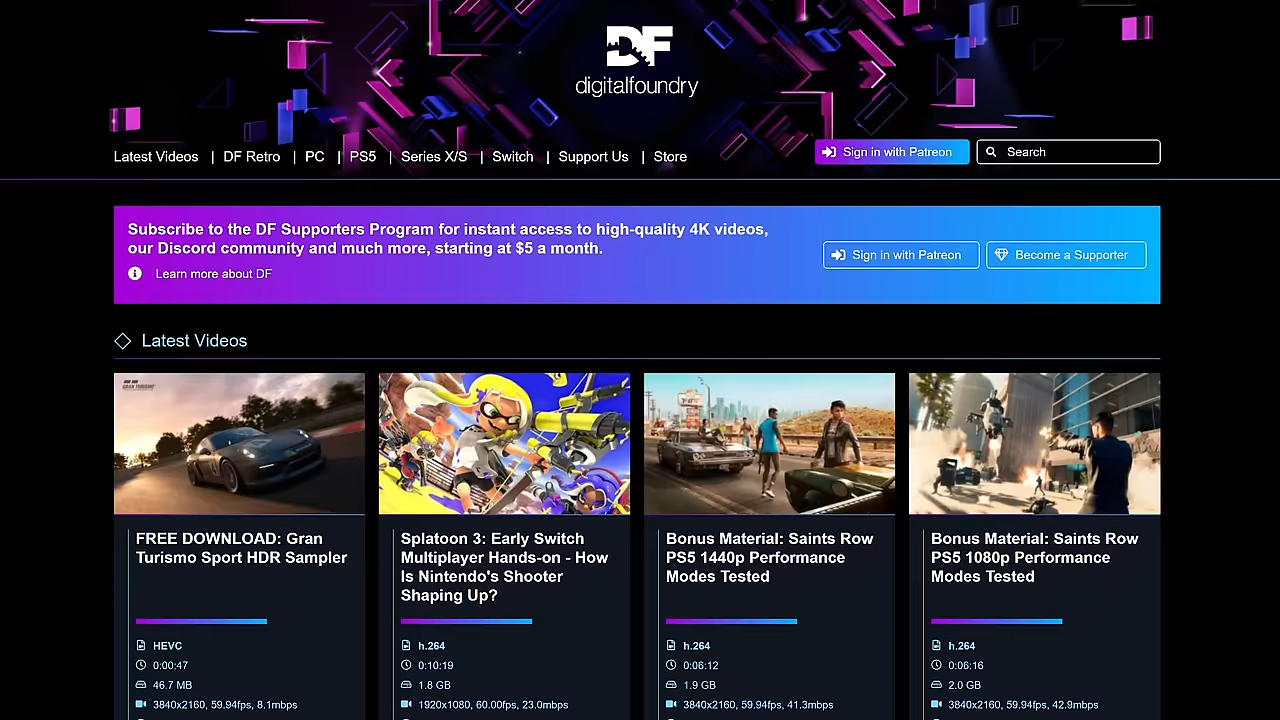 DF
digitalfoundry
Latest Videos | DF Retro | PC | PS5 | Series X/S | Switch | Support Us | Store
Sign in with Patreon
Search
Subscribe to the DF Supporters Program for instant access to high-quality 4K videos,
our Discord community and much more, starting at $5 a month.
Learn more about DF
Sign in with Patreon
Become a Supporter
Latest Videos
GRAN TURISMO
FREE DOWNLOAD: Gran
Turismo Sport HDR Sampler
HEVC
0:00:47
46.7 MB
3840x2160, 59.94fps, 8.1mbps
Splatoon 3: Early Switch
Multiplayer Hands-on - How
Is Nintendo's Shooter
Shaping Up?
h.264
0:10:19
1.8 GB
1920x1080, 60.00fps, 23.0mbps
Bonus Material: Saints Row
PS5 1440p Performance
Modes Tested
h.264
0:06:12
1.9 GB
3840x2160, 59.94fps, 41.3mbps
Bonus Material: Saints Row
PS5 1080p Performance
Modes Tested
h.264
0:06:16
2.0 GB
3840x2160, 59.94fps, 42.9mbps